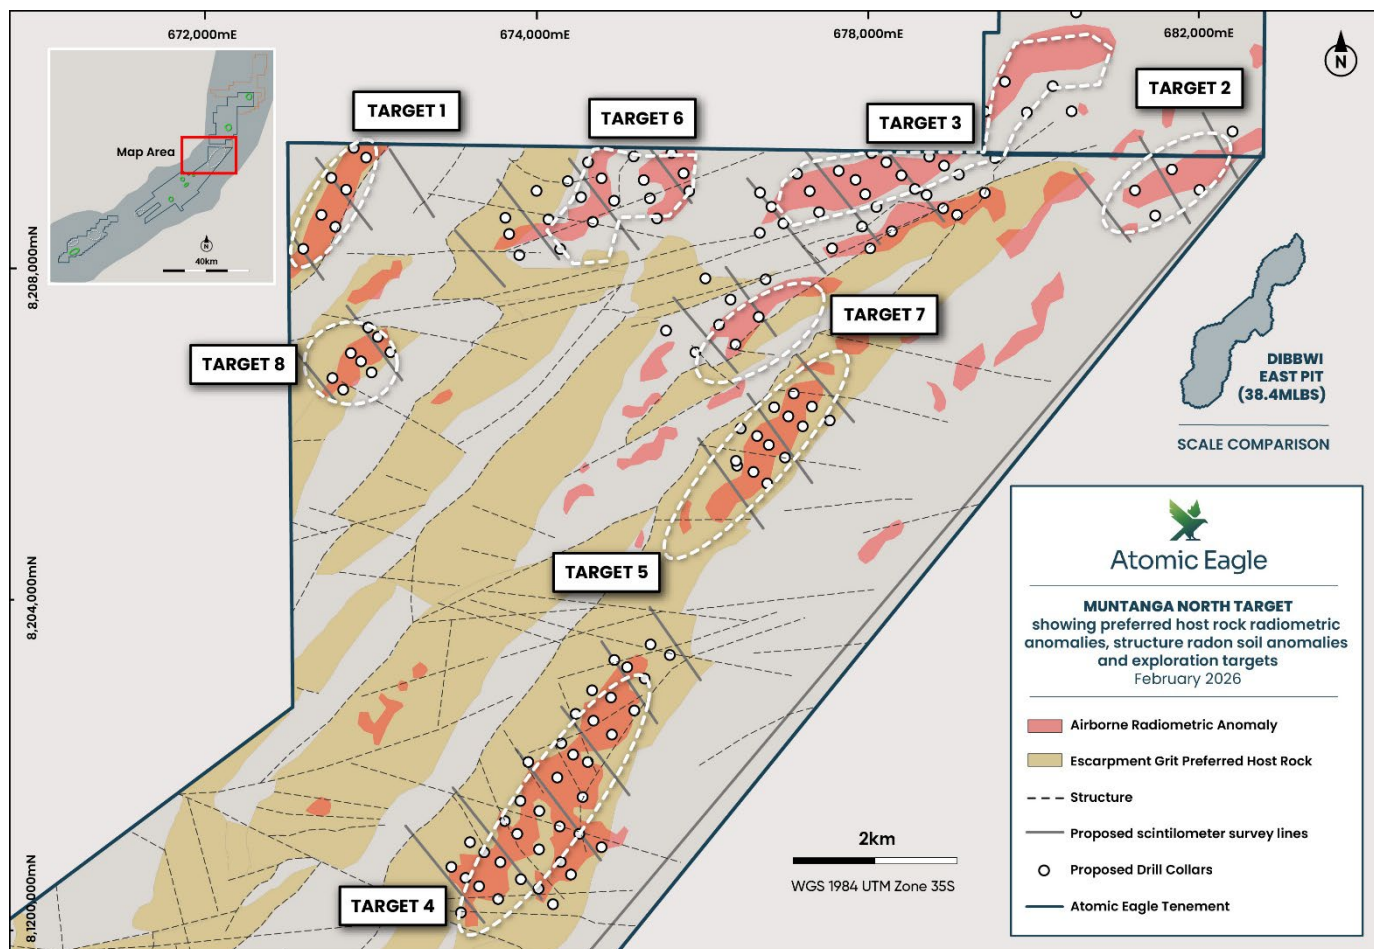 672,000mE
674,000mE
678,000mE
682,000mE
N
Map Area
N
40km
TARGET 1
TARGET 6
TARGET 3
TARGET 2
8,208,000mN
TARGET 8
TARGET 7
DIBBWI
EAST PIT
(38.4MLBS)
SCALE COMPARISON
TARGET 5
8,204,000mN
TARGET 4
8,1200,000mN
2km
WGS 1984 UTM Zone 35S
Atomic Eagle
MUNTANGA NORTH TARGET
showing preferred host rock radiometric
anomalies, structure radon soil anomalies
and exploration targets
February 2026
Airborne Radiometric Anomaly
Escarpment Grit Preferred Host Rock
Structure
Proposed scintilometer survey lines
Proposed Drill Collars
Atomic Eagle Tenement